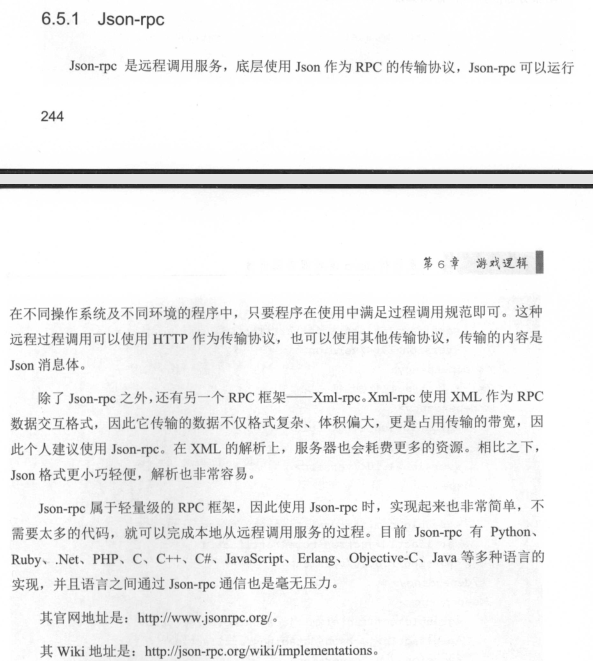 6.5.1 Json-rpc
Json-rpc 是远程调用服务，底层使用 Json 作为 RPC 的传输协议，Json-rpc 可以运行
244
第 6 章 游戏逻辑
在不同操作系统及不同环境的程序中，只要程序在使用中满足过程调用规范即可。这种
远程过程调用可以使用 HTTP 作为传输协议，也可以使用其他传输协议，传输的内容是
Json 消息体。
除了 Json-rpc 之外，还有另一个 RPC 框架——Xml-rpc。Xml-rpc 使用 XML 作为 RPC
数据交互格式，因此它传输的数据不仅格式复杂、体积偏大，更是占用传输的带宽，因
此个人建议使用 Json-rpc。在 XML 的解析上，服务器也会耗费更多的资源。相比之下，
Json 格式更小巧轻便，解析也非常容易。
Json-rpc 属于轻量级的 RPC 框架，因此使用 Json-rpc 时，实现起来也非常简单，不
需要太多的代码，就可以完成本地从远程调用服务的过程。目前 Json-rpc 有 Python、
Ruby、.Net、PHP、C、C++、C#、JavaScript、Erlang、Objective-C、Java 等多种语言的
实现，并且语言之间通过 Json-rpc 通信也是毫无压力。
其官网地址是：http://www.jsonrpc.org/。
其 Wiki 地址是：http://json-rpc.org/wiki/implementations。